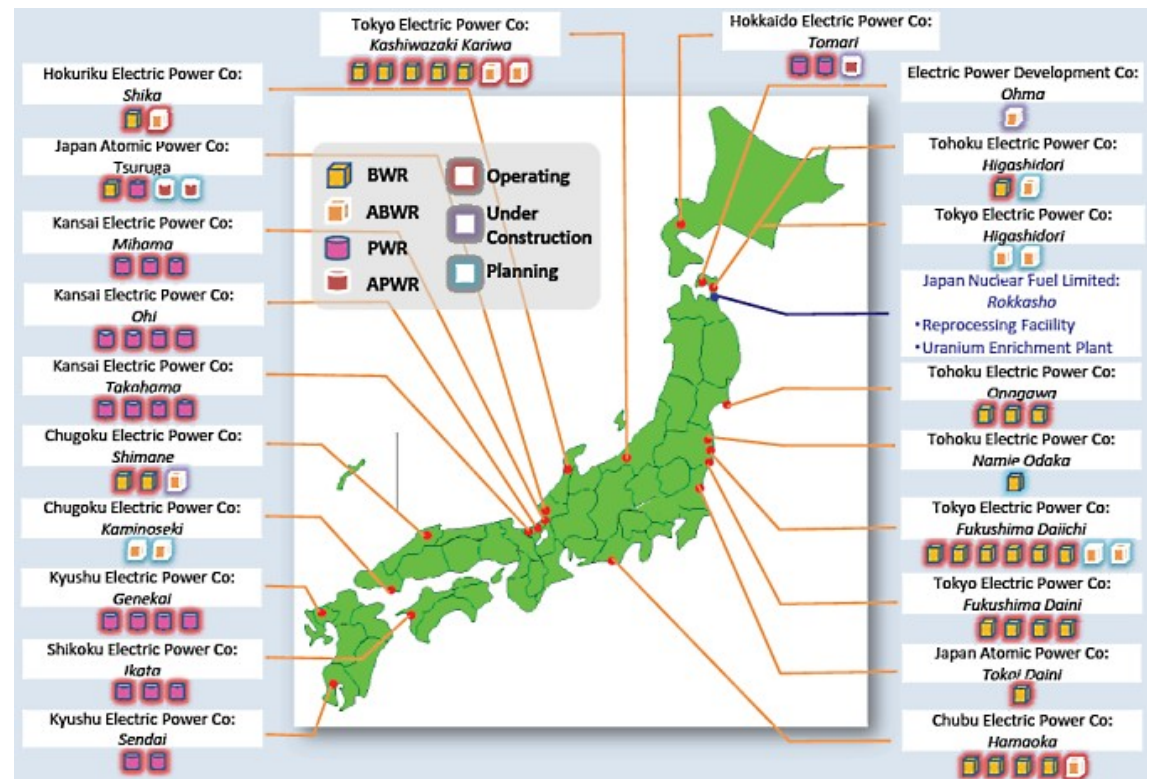 Tokyo Electric Power Co:
Kashiwazaki Kariwa
Hokkaido Electric Power Co:
Tomari
Hokuriku Electric Power Co:
Shika
Japan Atomic Power Co:
Tsuruga
Kansai Electric Power Co:
Mihama
Kansai Electric Power Co:
Ohi
Kansai Electric Power Co:
Takahama
Chugoku Electric Power Co:
Shimane
Chugoku Electric Power Co:
Kaminoseki
Kyushu Electric Power Co:
Genekai
Shikoku Electric Power Co:
Ikata
Kyushu Electric Power Co:
Sendai
BWR
ABWR
PWR
APWR
Operating
Under
Construction
Planning
Electric Power Development Co:
Ohma
Tohoku Electric Power Co:
Higashidori
Tokyo Electric Power Co:
Higashidori
Japan Nuclear Fuel Limited:
Rokkasho
•Reprocessing Facility
•Uranium Enrichment Plant
Tohoku Electric Power Co:
Onagawa
Tohoku Electric Power Co:
Namie Odaka
Tokyo Electric Power Co:
Fukushima Daiichi
Tokyo Electric Power Co:
Fukushima Daini
Japan Atomic Power Co:
Tokai Daini
Chubu Electric Power Co:
Hamaoka